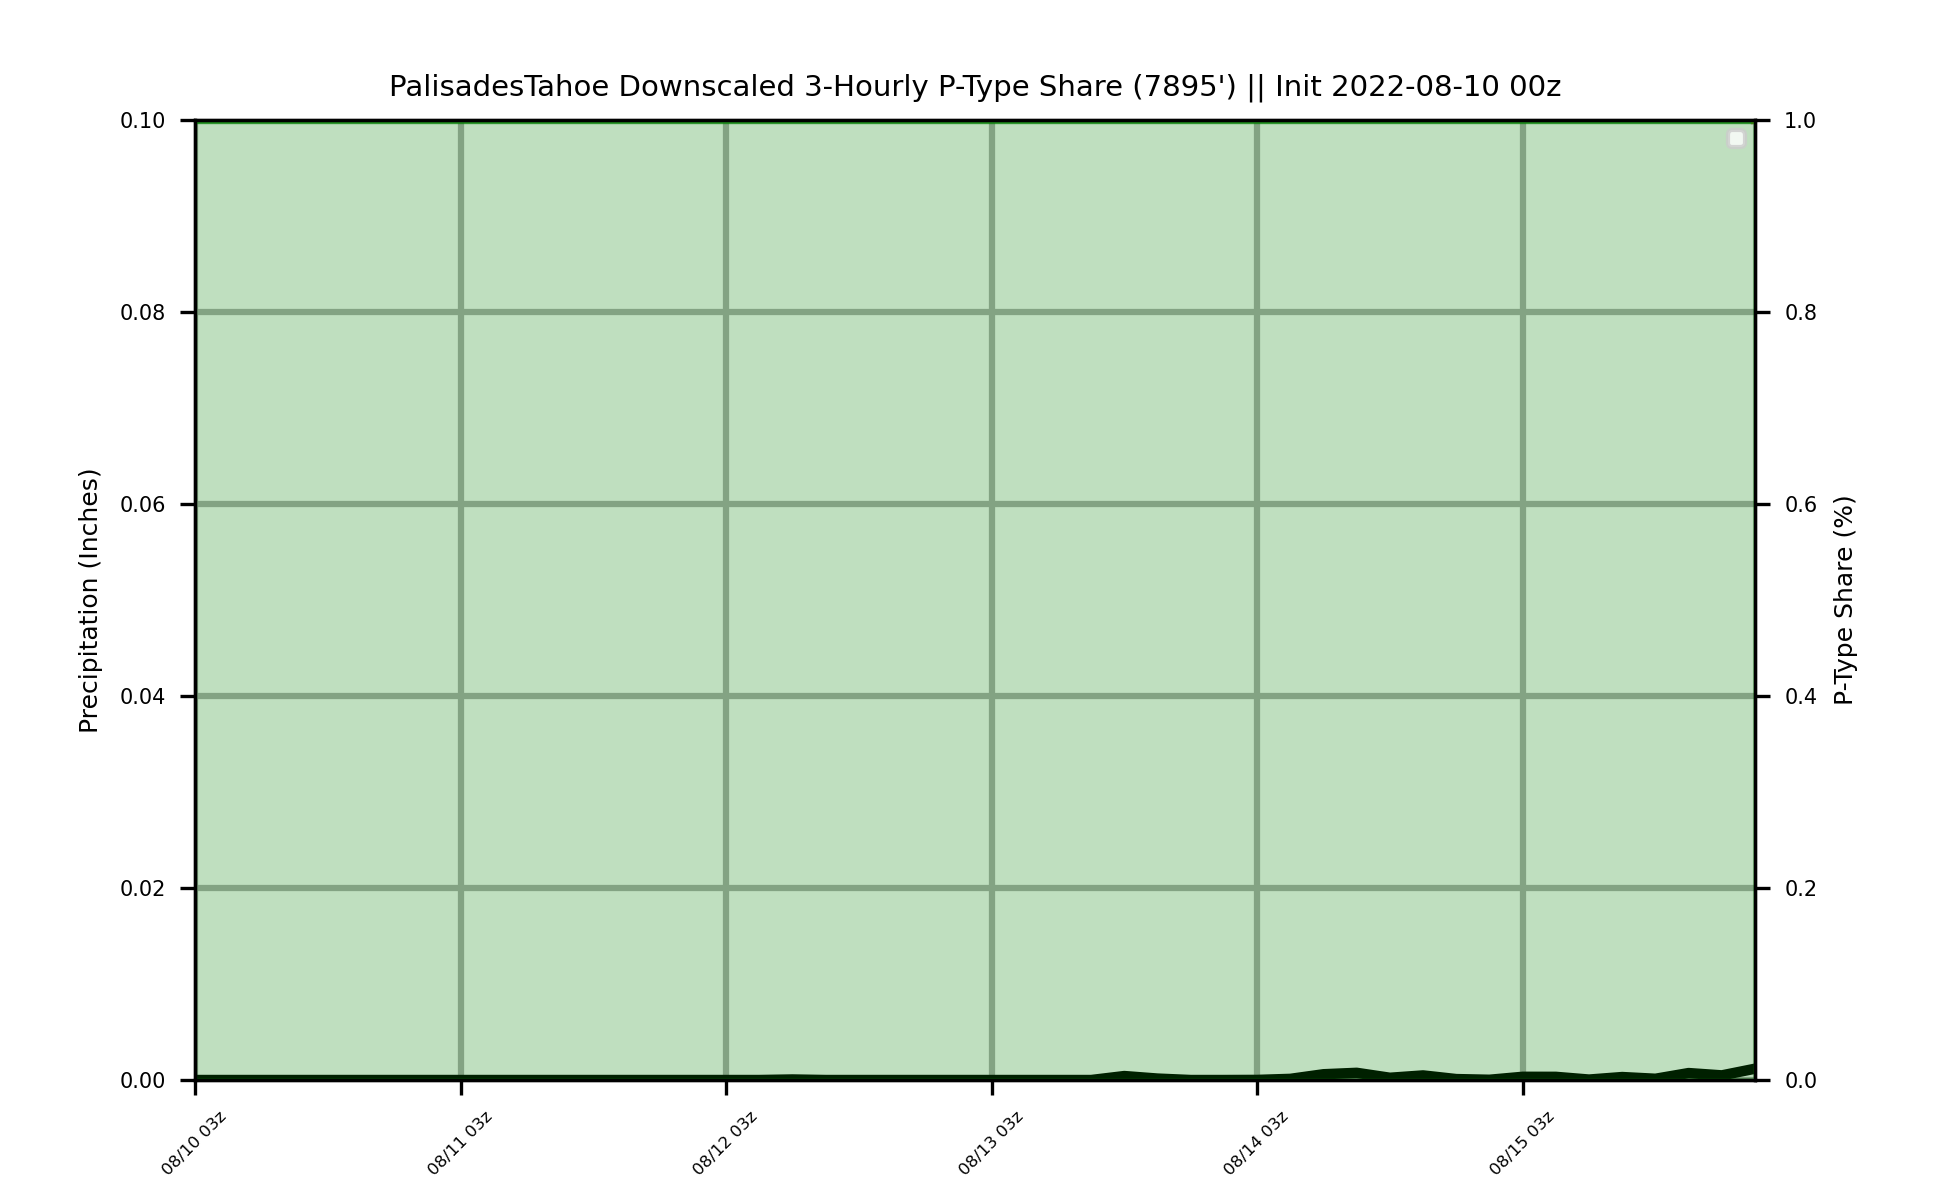 PalisadesTahoe Downscaled 3-Hourly P-Type Share (7895') || Init 2022-08-10 00z
0.10
0.08
0.06
0.04
0.02
0.00
Precipitation (Inches)
1.0
0.8
0.6
0.4
0.2
0.0
P-Type Share (%)
08/10 03z
08/11 03z
08/12 03z
08/13 03z
08/14 03z
08/15 03z